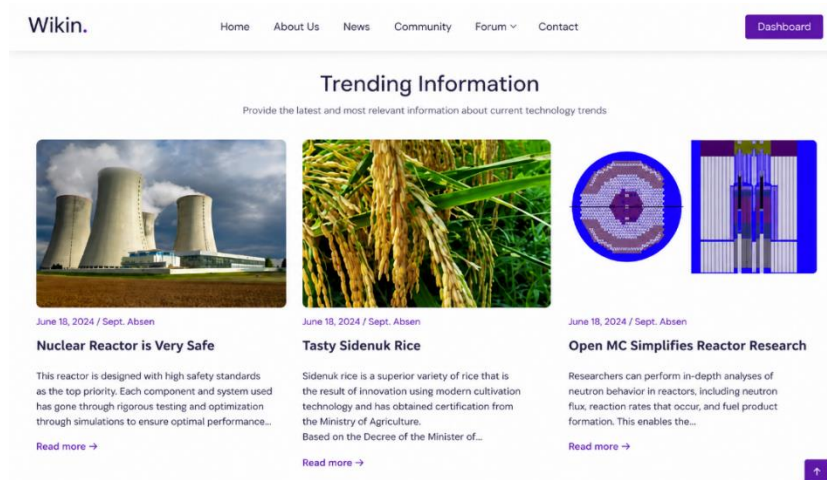 Wikin.
Home About Us News Community Forum Contact
Dashboard
Trending Information
Provide the latest and most relevant information about current technology trends
June 18, 2024 / Sept. Absen
Nuclear Reactor is Very Safe
This reactor is designed with high safety standards
as the top priority. Each component and system used
has gone through rigorous testing and optimization
through simulations to ensure optimal performance...
Read more →
June 18, 2024 / Sept. Absen
Tasty Sidenuk Rice
Sidenuk rice is a superior variety of rice that is
the result of innovation using modern cultivation
technology and has obtained certification from
the Ministry of Agriculture.
Based on the Decree of the Minister of...
Read more →
June 18, 2024 / Sept. Absen
Open MC Simplifies Reactor Research
Researchers can perform in-depth analyses of
neutron behavior in reactors, including neutron
flux, reaction rates that occur, and fuel product
formation. This enables the...
Read more →